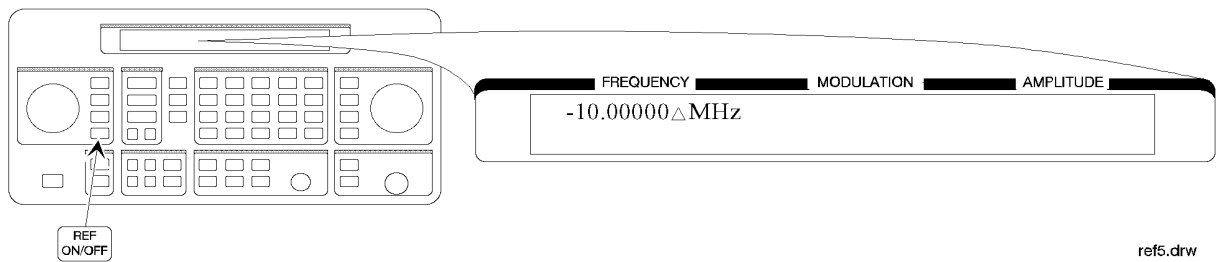 FREQUENCY MODULATION AMPLITUDE
-10.00000△MHz
REF
ON/OFF
ref5.drw